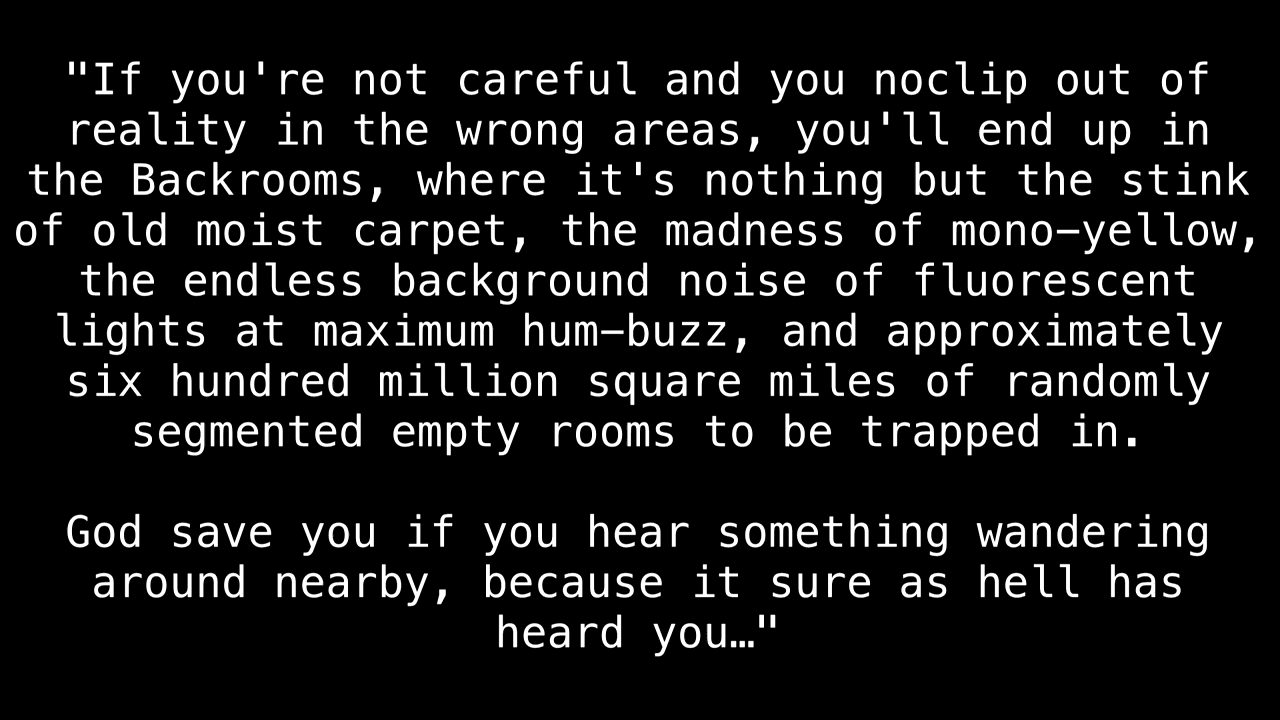 "If you're not careful and you noclip out of
reality in the wrong areas, you'll end up in
the Backrooms, where it's nothing but the stink
of old moist carpet, the madness of mono–yellow,
the endless background noise of fluorescent
lights at maximum hum–buzz, and approximately
six hundred million square miles of randomly
segmented empty rooms to be trapped in.
God save you if you hear something wandering
around nearby, because it sure as hell has
heard you…"